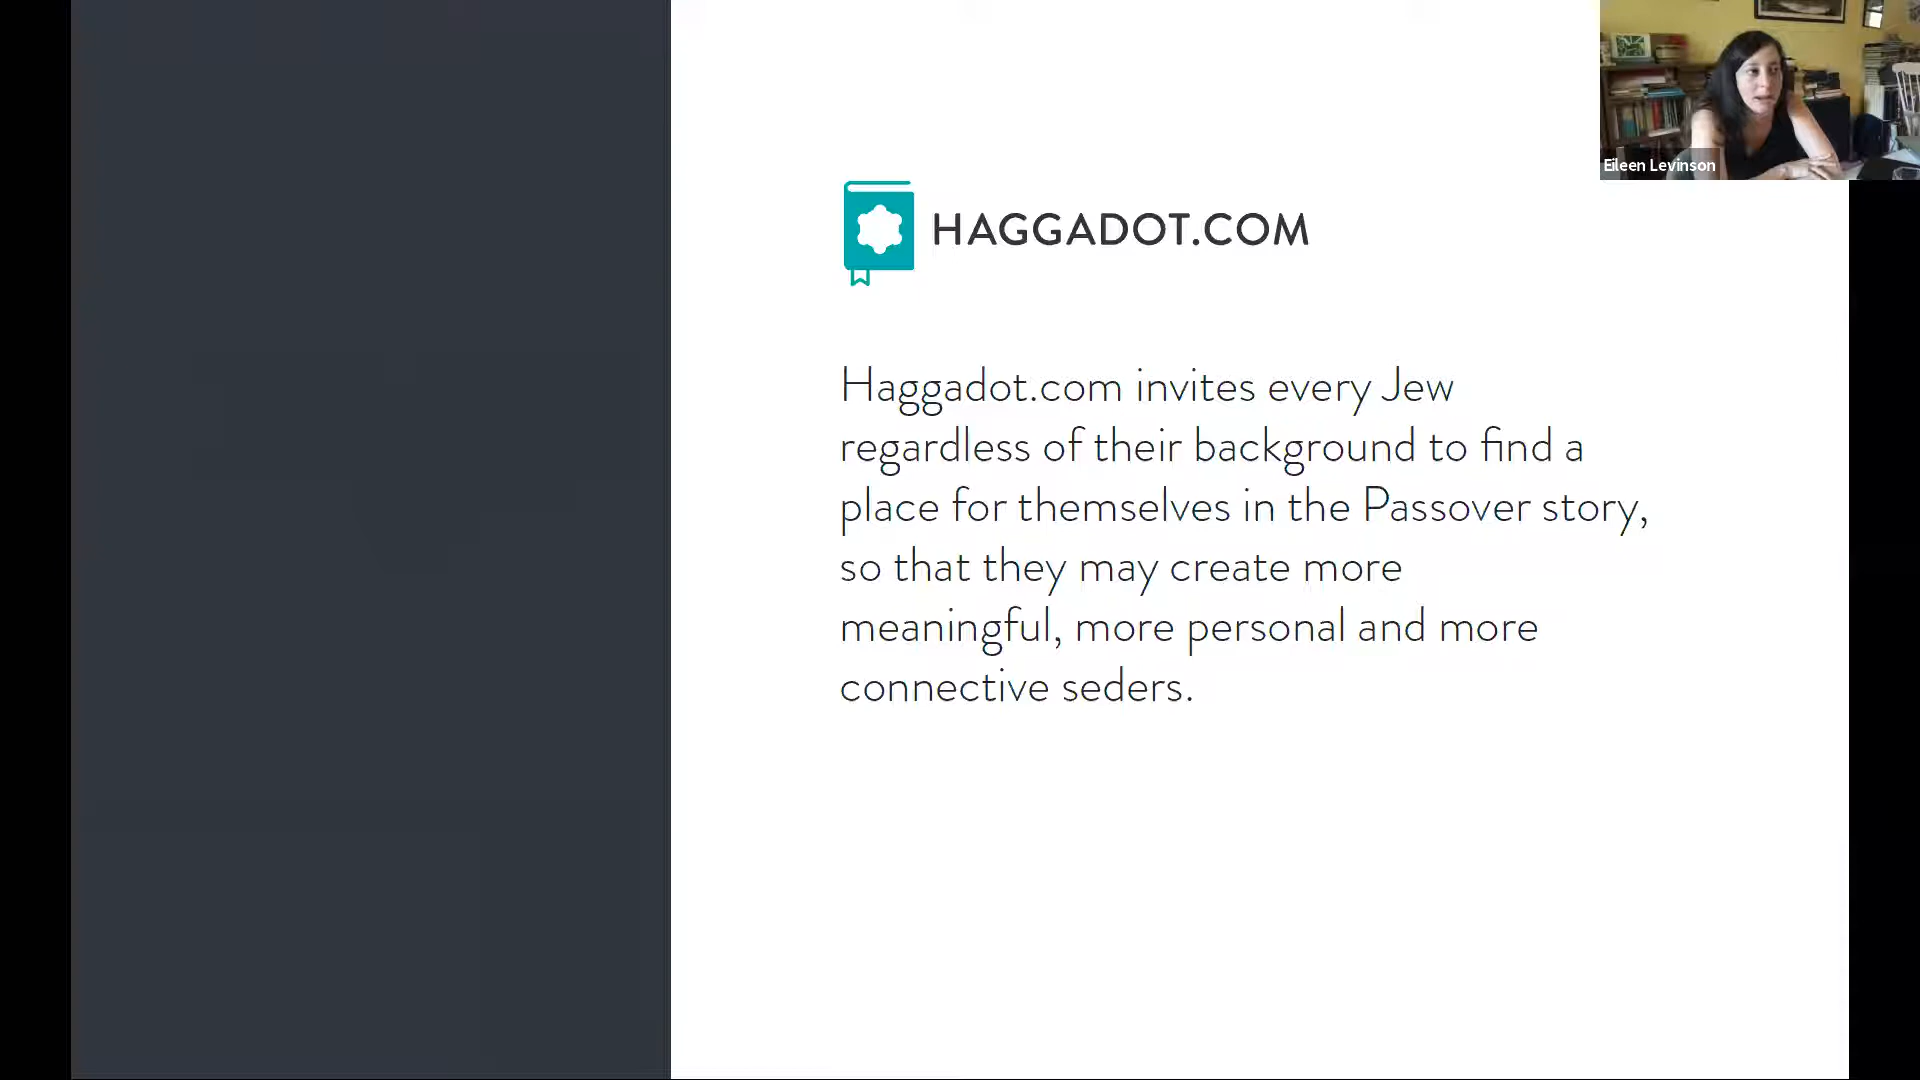 Eileen Levinson
HAGGADOT.COM
Haggadot.com invites every Jew
regardless of their background to find a
place for themselves in the Passover story,
so that they may create more
meaningful, more personal and more
connective seders.